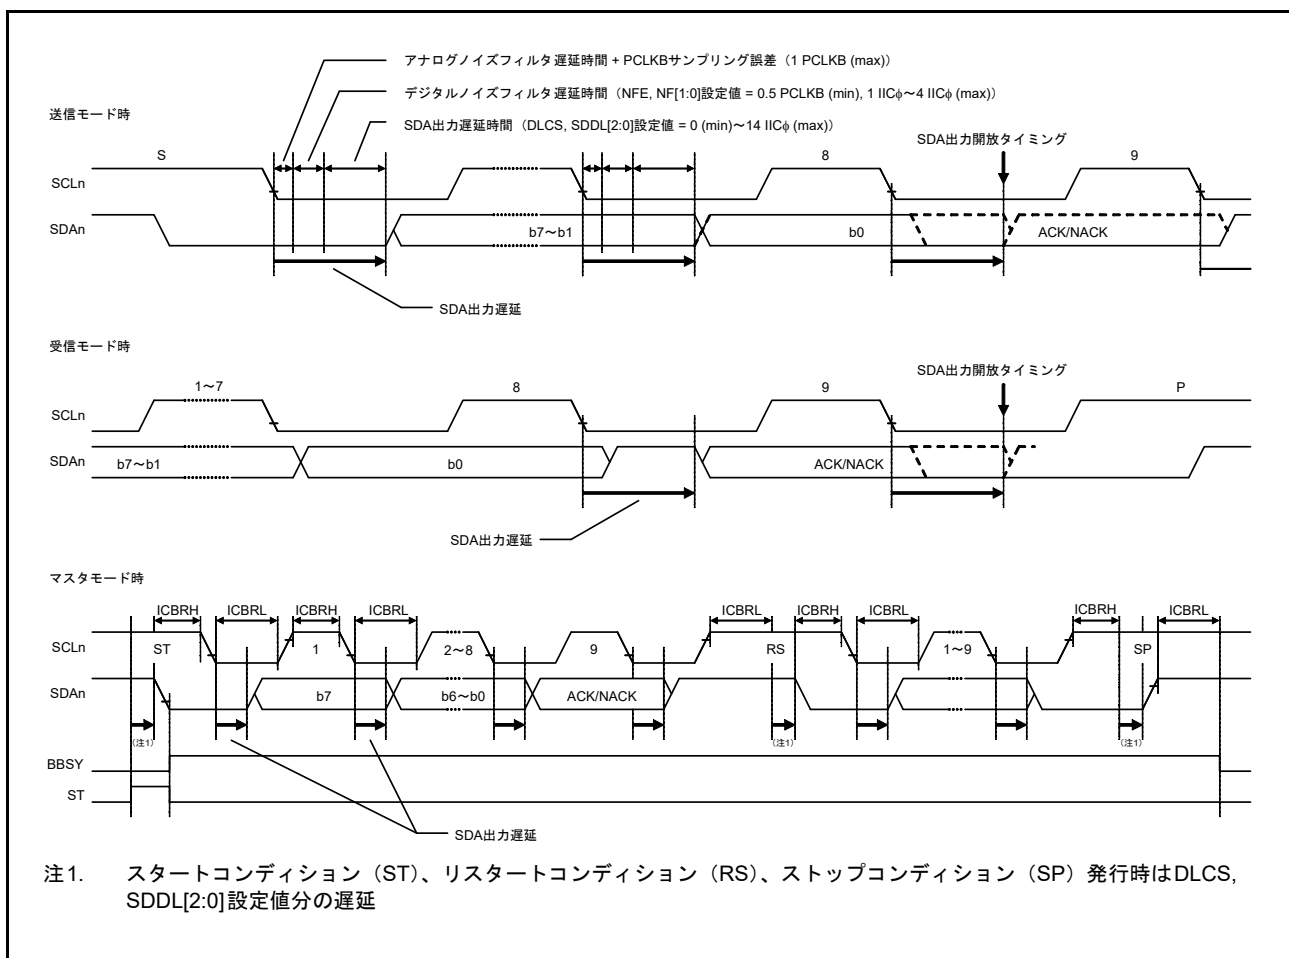 アナログノイズフィルタ遅延時間 + PCLKBサンプリング誤差（1 PCLKB (max)）
デジタルノイズフィルタ遅延時間（NFE, NF[1:0]設定値 = 0.5 PCLKB (min), 1 IICφ～4 IICφ (max)）
送信モード時
SDA出力遅延時間（DLCS, SDDL[2:0]設定値 = 0 (min)～14 IICφ (max)）
SDA出力開放タイミング
S 8 9
SCLn
SDAn
b7～b1 b0 ACK/NACK
SDA出力遅延
受信モード時
SDA出力開放タイミング
1～7 8 9 P
SCLn
SDAn
b7～b1 b0 ACK/NACK
SDA出力遅延
マスタモード時
ICBRH ICBRL ICBRH ICBRL ICBRL ICBRH ICBRL ICBRH ICBRL
SCLn
ST 1 2～8 9 RS 1～9 SP
SDAn
b7 b6～b0 ACK/NACK
（注1） （注1） （注1）
BBSY
ST
SDA出力遅延
注1. スタートコンディション（ST）、リスタートコンディション（RS）、ストップコンディション（SP）発行時はDLCS,
SDDL[2:0]設定値分の遅延